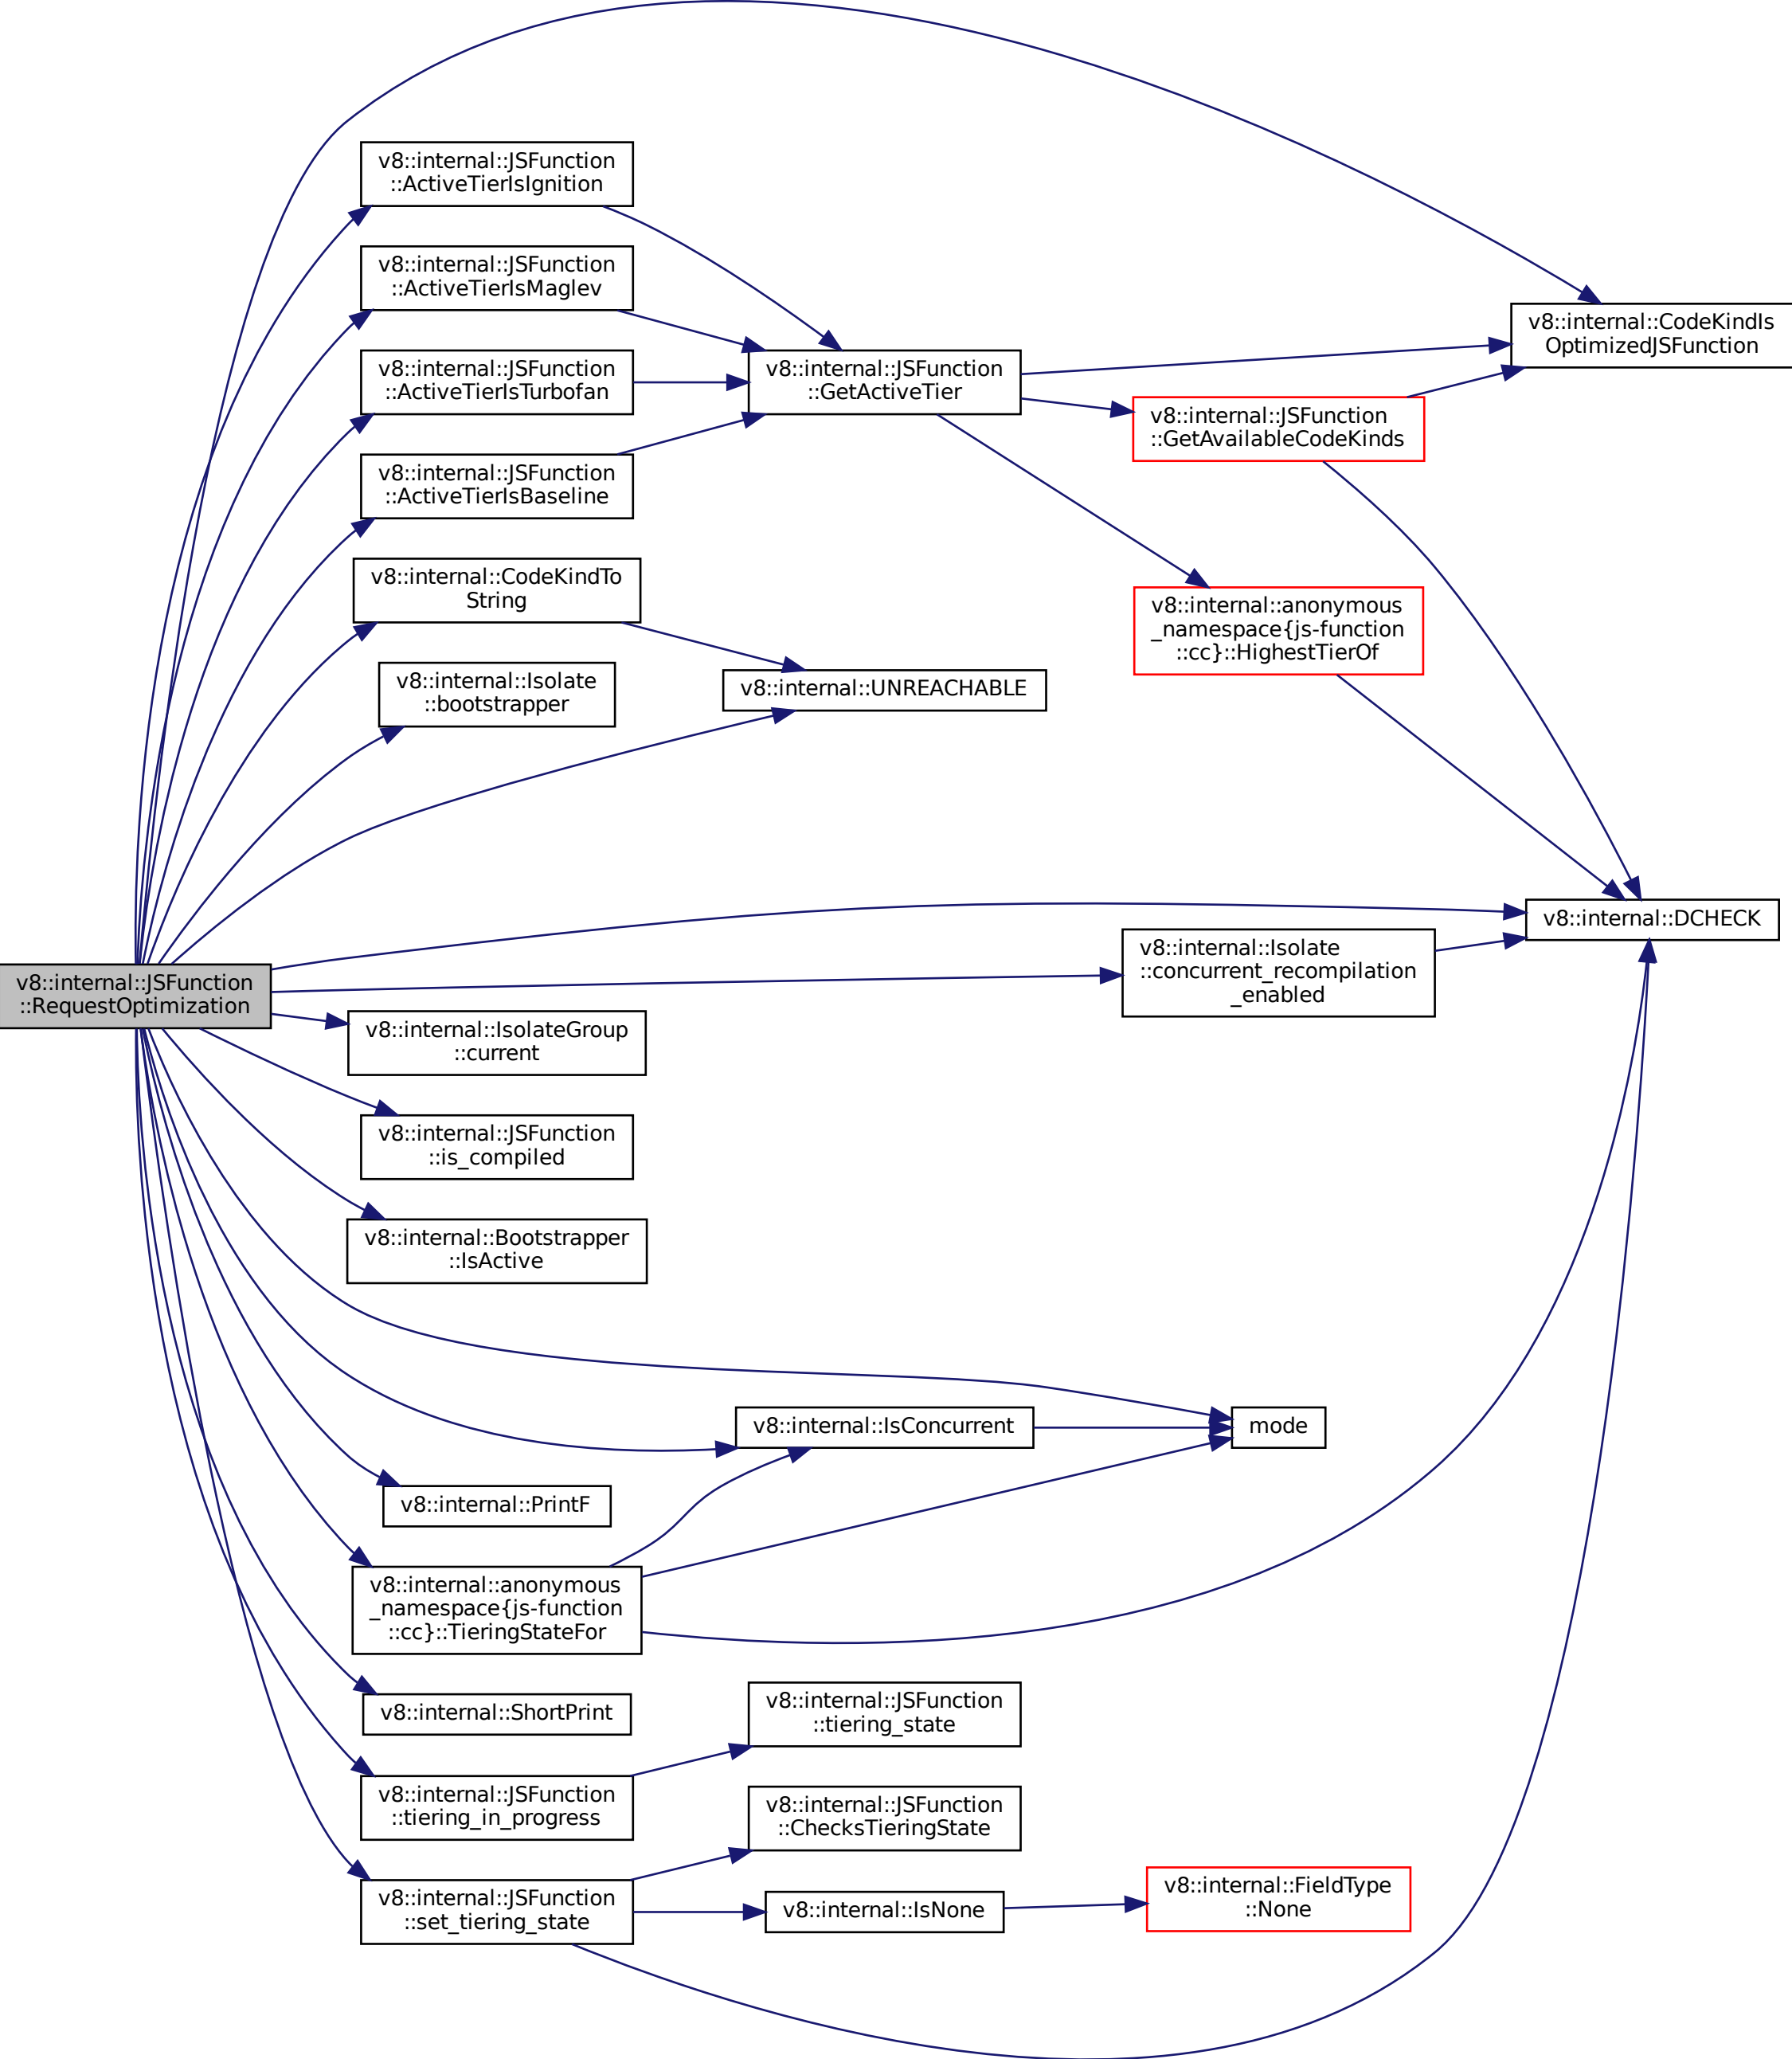 v8::internal::JSFunction
::RequestOptimization
v8::internal::JSFunction
::ActiveTierIsIgnition
v8::internal::JSFunction
::ActiveTierIsMaglev
v8::internal::JSFunction
::ActiveTierIsTurbofan
v8::internal::JSFunction
::ActiveTierIsBaseline
v8::internal::CodeKindTo
String
v8::internal::Isolate
::bootstrapper
v8::internal::UNREACHABLE
v8::internal::JSFunction
::GetActiveTier
v8::internal::CodeKindIs
OptimizedJSFunction
v8::internal::JSFunction
::GetAvailableCodeKinds
v8::internal::anonymous
_namespace{js-function
::cc}::HighestTierOf
v8::internal::DCHECK
v8::internal::Isolate
::concurrent_recompilation
_enabled
v8::internal::IsolateGroup
::current
v8::internal::JSFunction
::is_compiled
v8::internal::Bootstrapper
::IsActive
v8::internal::IsConcurrent
mode
v8::internal::PrintF
v8::internal::anonymous
_namespace{js-function
::cc}::TieringStateFor
v8::internal::ShortPrint
v8::internal::JSFunction
::tiering_state
v8::internal::JSFunction
::tiering_in_progress
v8::internal::JSFunction
::ChecksTieringState
v8::internal::JSFunction
::set_tiering_state
v8::internal::IsNone
v8::internal::FieldType
::None